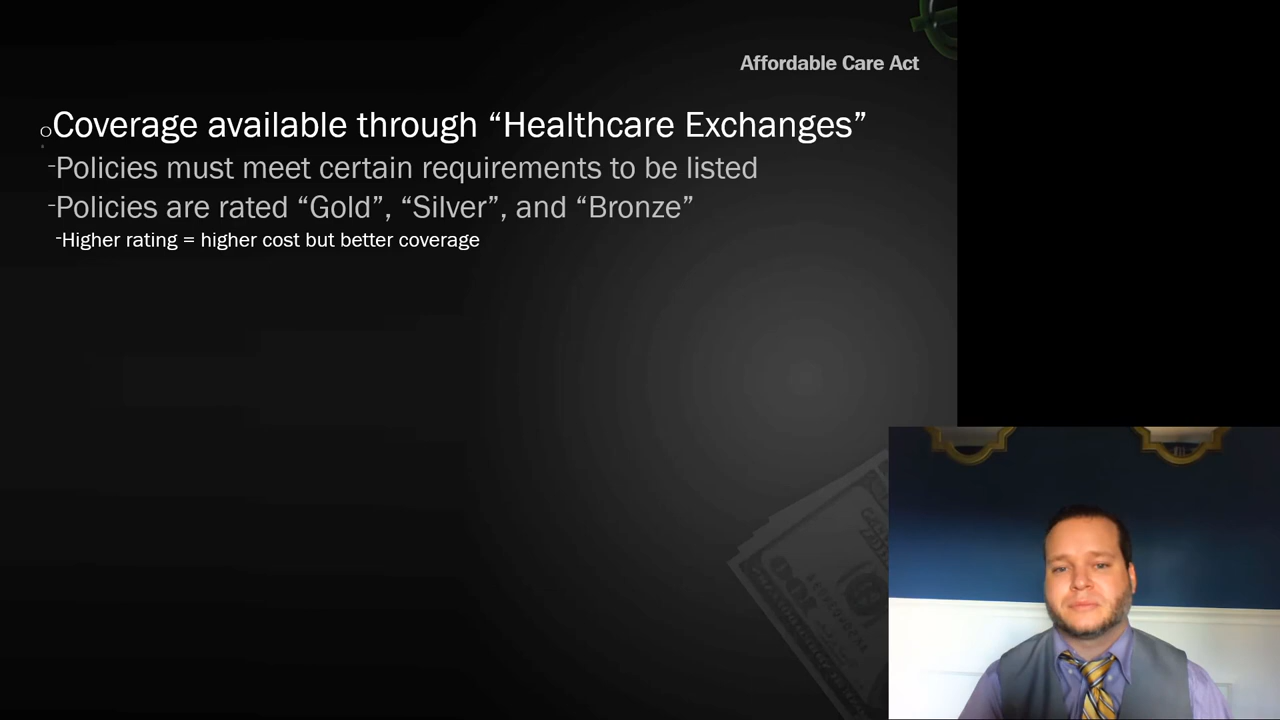 Affordable Care Act
Coverage available through “Healthcare Exchanges”
-Policies must meet certain requirements to be listed
-Policies are rated “Gold”, “Silver”, and “Bronze”
-Higher rating = higher cost but better coverage